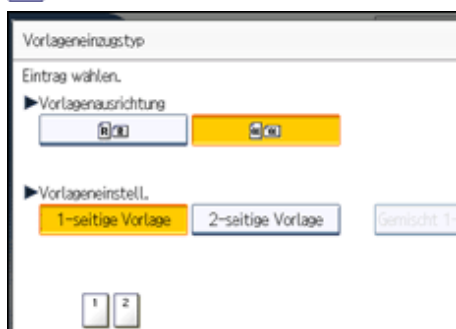 Vorlageneinzugstyp
Eintrag wählen.
►Vorlagenausrichtung
►Vorlageneinstell.
1-seitige Vorlage 2-seitige Vorlage Gemischt 1-
1 2